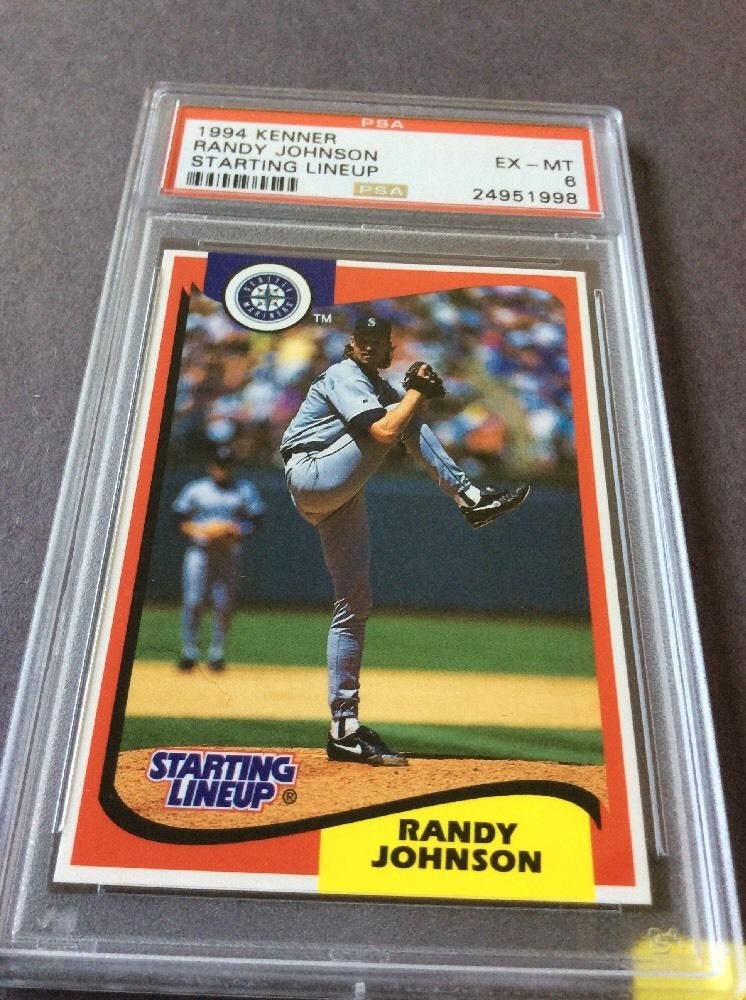 PSA
1994 KENNER
RANDY JOHNSON
STARTING LINEUP
EX - MT
6
PSA
24951998
SEATTLE
MARINERS
TM
S
STARTING
LINEUP ®
RANDY
JOHNSON